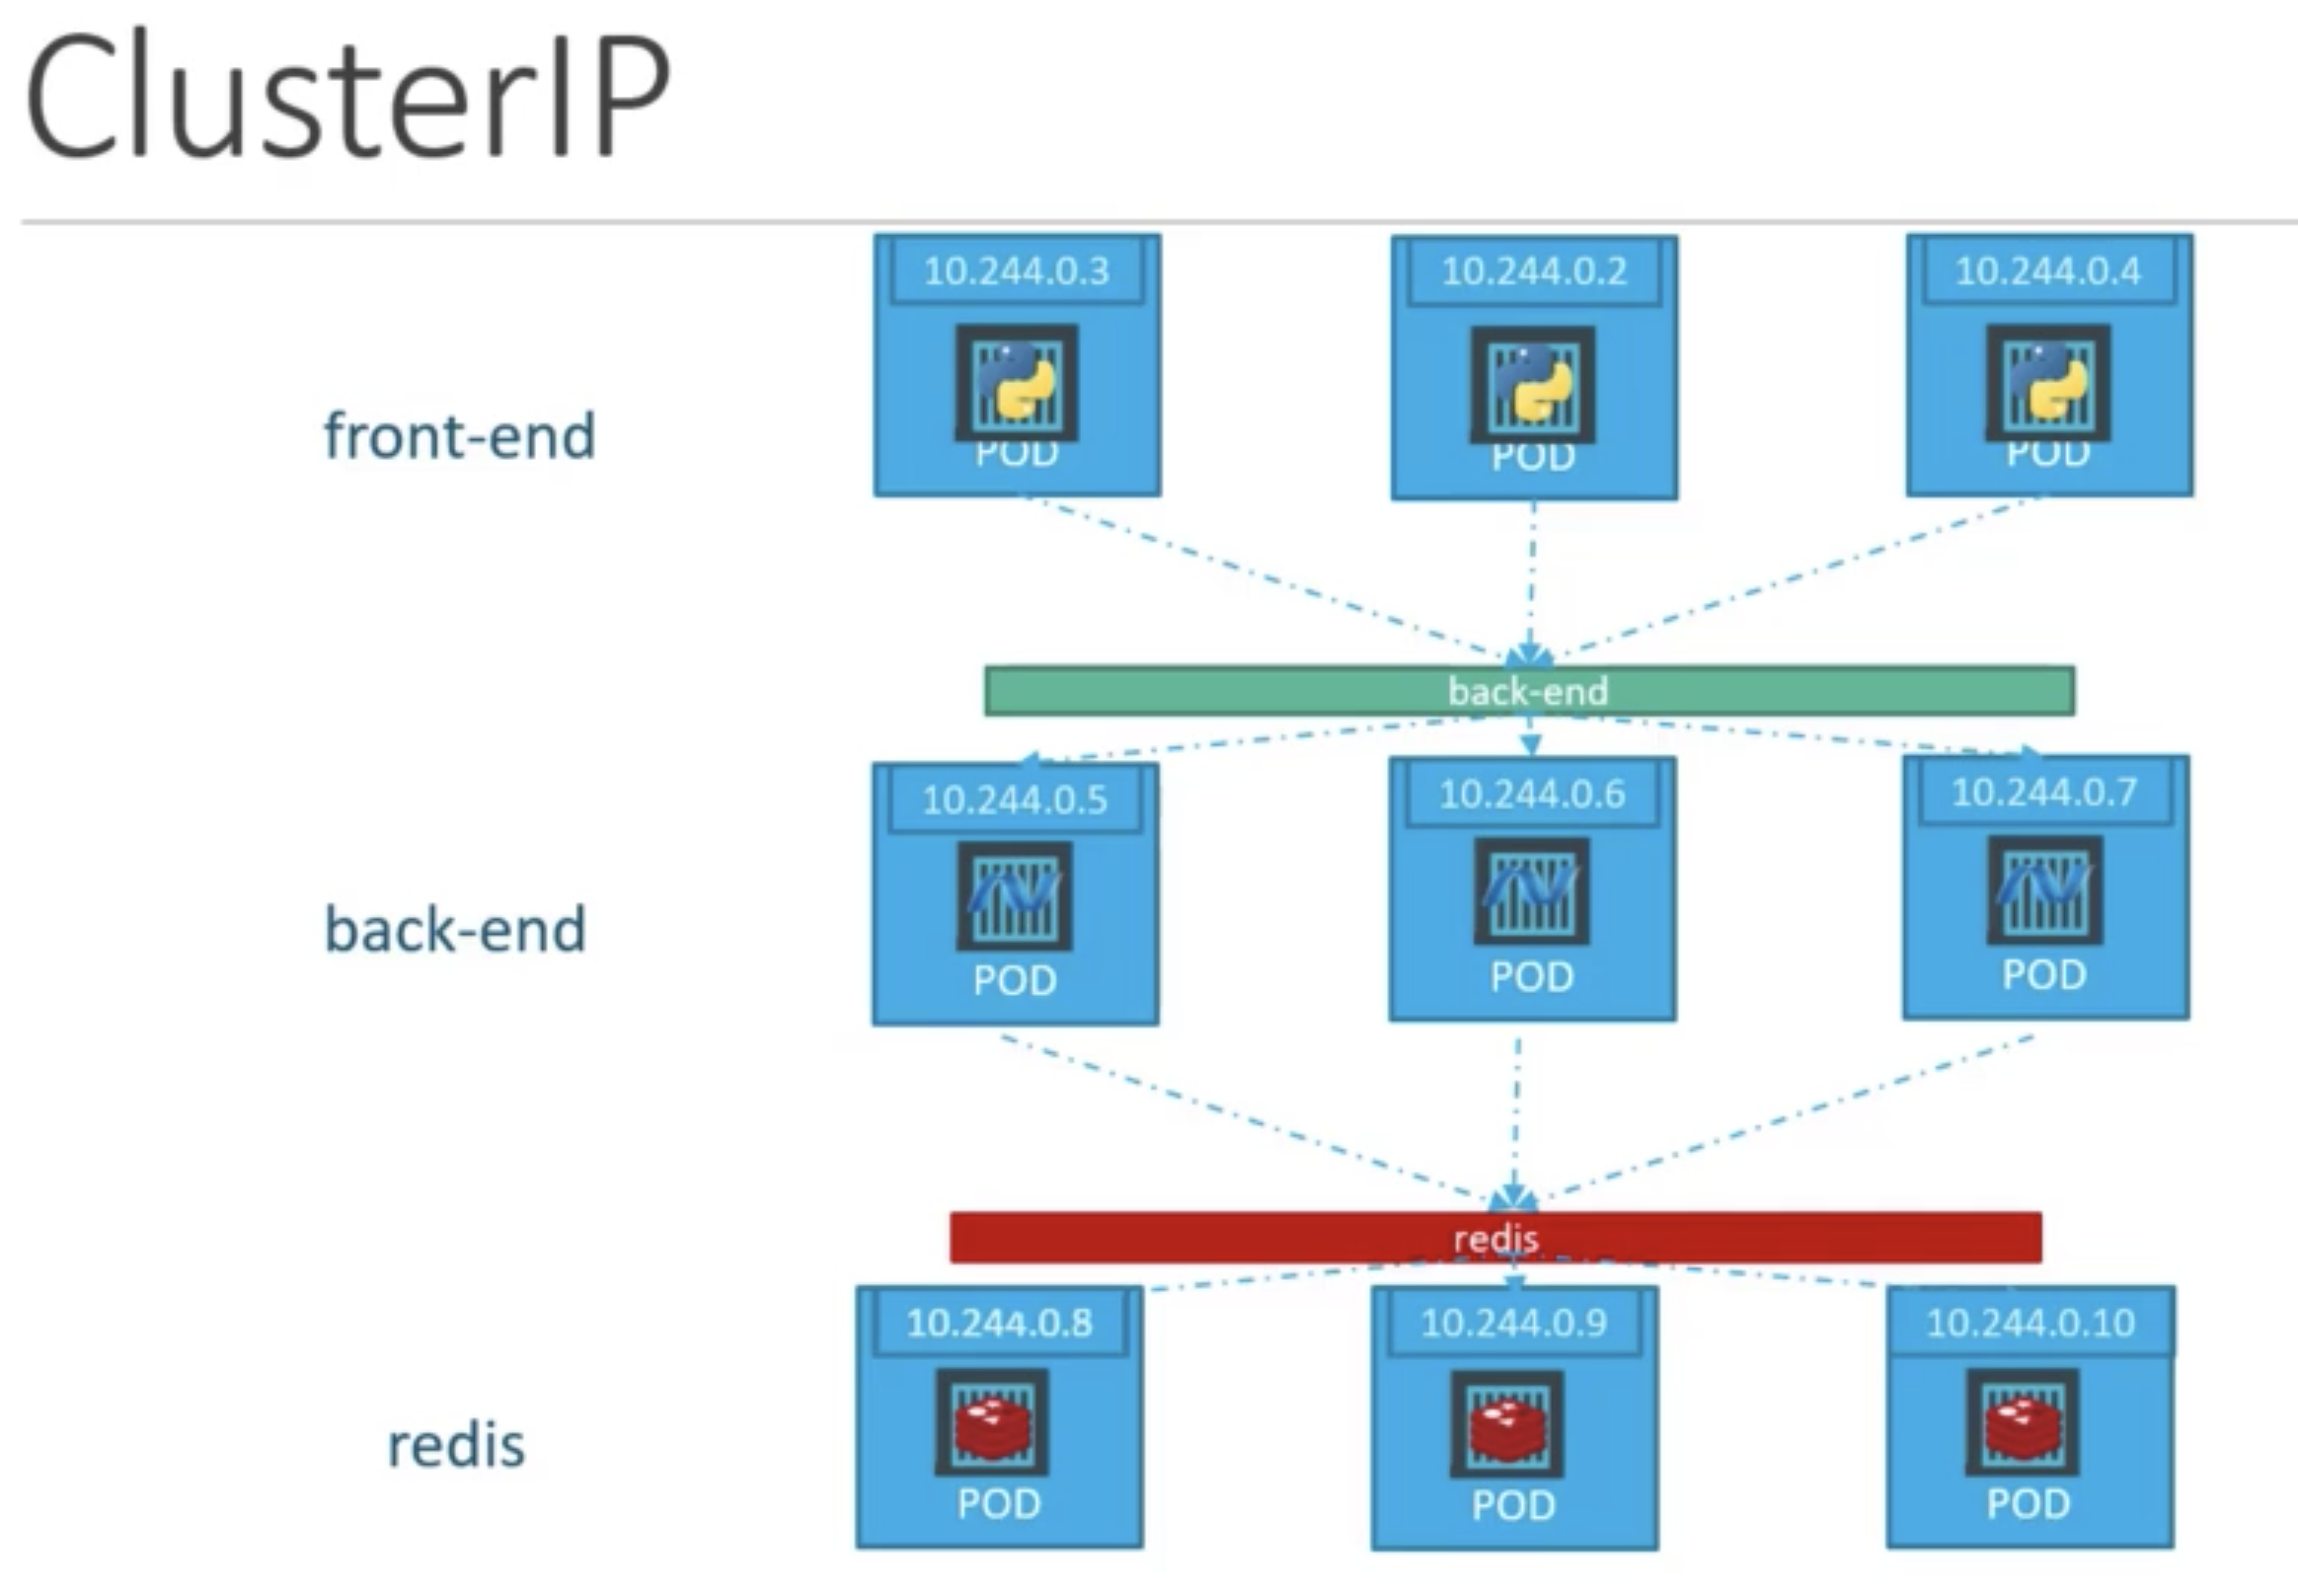 ClusterIP
10.244.0.3
10.244.0.2
10.244.0.4
front-end
POD
POD
POD
back-end
10.244.0.5
10.244.0.6
10.244.0.7
back-end
POD
POD
POD
redis
10.244.0.8
10.244.0.9
10.244.0.10
redis
POD
POD
POD